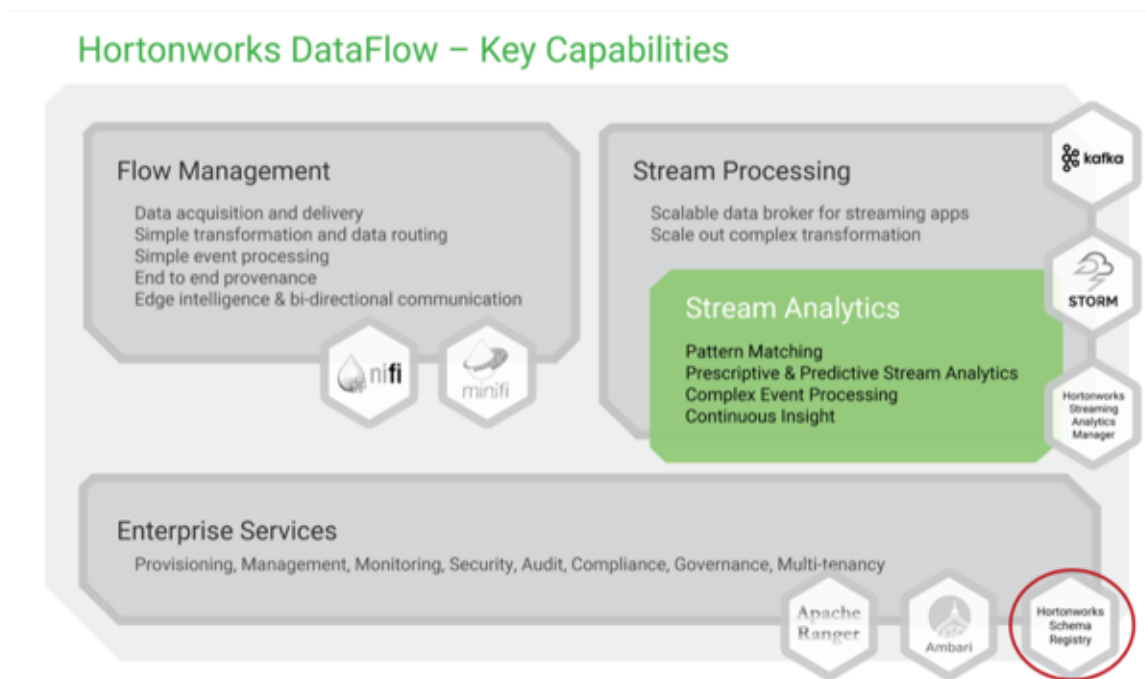 Hortonworks DataFlow – Key Capabilities
Flow Management
Data acquisition and delivery
Simple transformation and data routing
Simple event processing
End to end provenance
Edge intelligence & bi-directional communication
nifi
minifi
Stream Processing
Scalable data broker for streaming apps
Scale out complex transformation
kafka
STORM
Stream Analytics
Pattern Matching
Prescriptive & Predictive Stream Analytics
Complex Event Processing
Continuous Insight
Hortonworks
Streaming
Analytics
Manager
Enterprise Services
Provisioning, Management, Monitoring, Security, Audit, Compliance, Governance, Multi-tenancy
Apache
Ranger
Ambari
Hortonworks
Schema
Registry